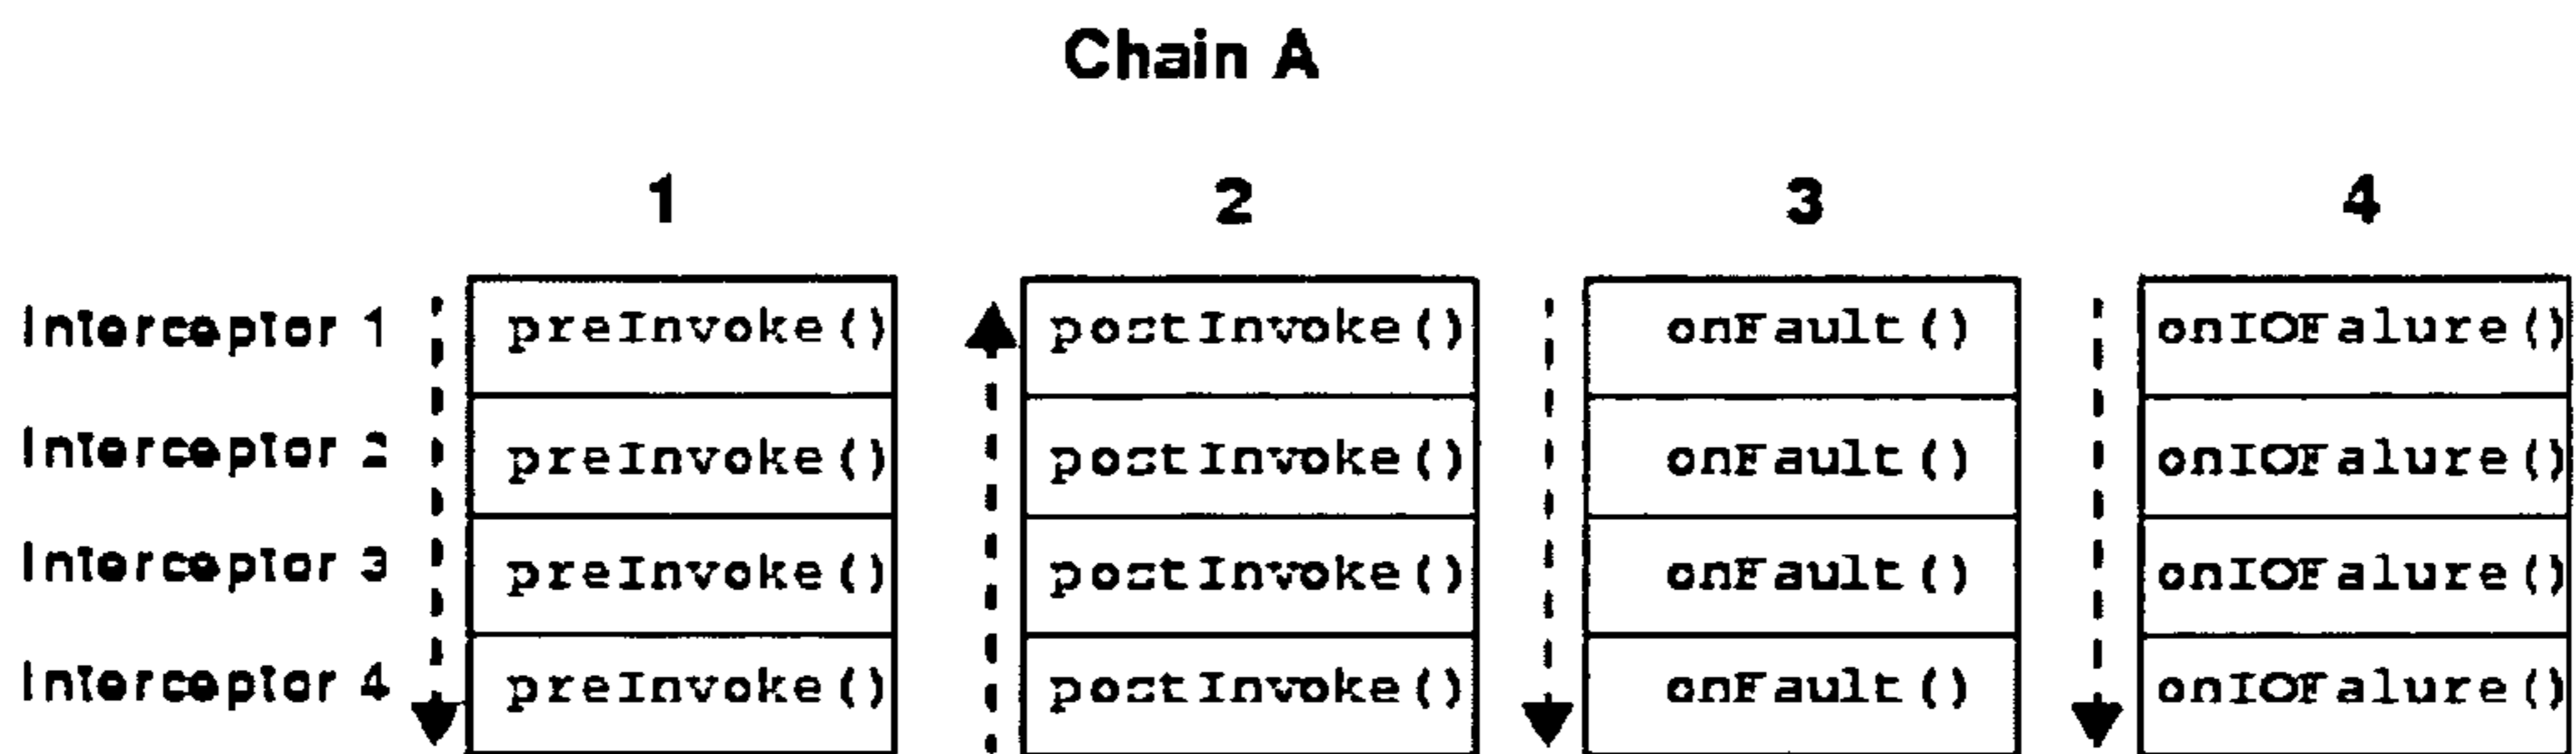 Chain A
1 2 3 4
Interceptor 1 preInvoke() postInvoke() onFault() onIOFalure()
Interceptor 2 preInvoke() postInvoke() onFault() onIOFalure()
Interceptor 3 preInvoke() postInvoke() onFault() onIOFalure()
Interceptor 4 preInvoke() postInvoke() onFault() onIOFalure()